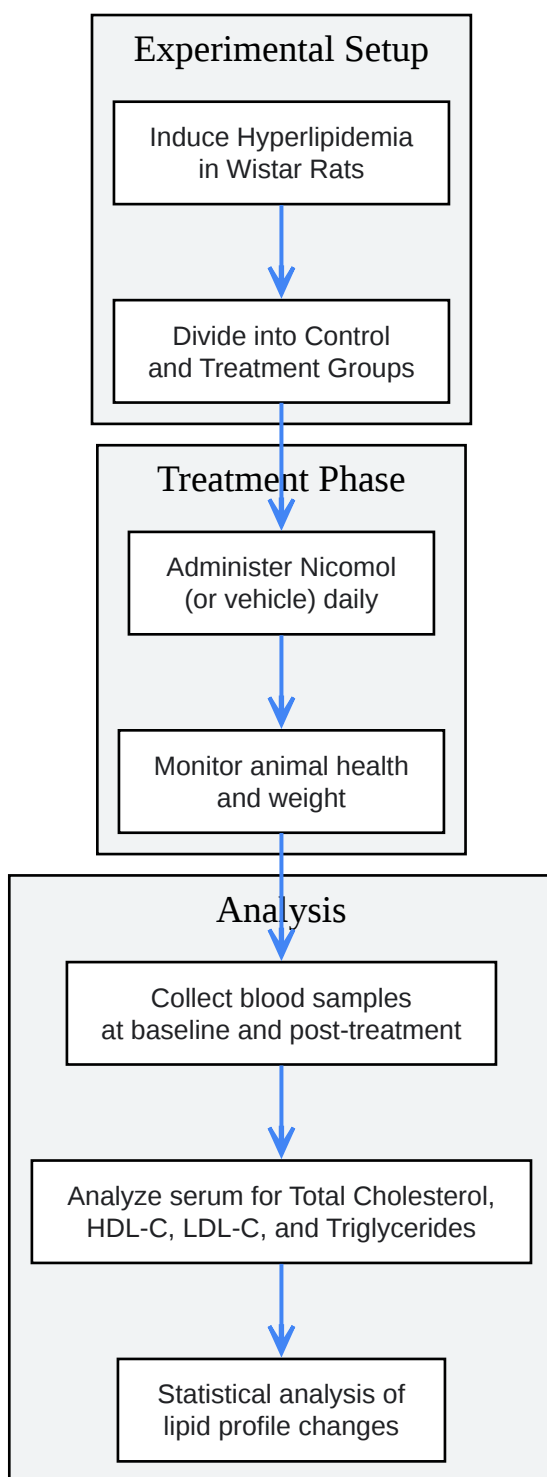 Experimental Setup
Induce Hyperlipidemia
in Wistar Rats
Divide into Control
and Treatment Groups
Treatment Phase
Administer Nicomol
(or vehicle) daily
Monitor animal health
and weight
Analysis
Collect blood samples
at baseline and post-treatment
Analyze serum for Total Cholesterol,
HDL-C, LDL-C, and Triglycerides
Statistical analysis of
lipid profile changes